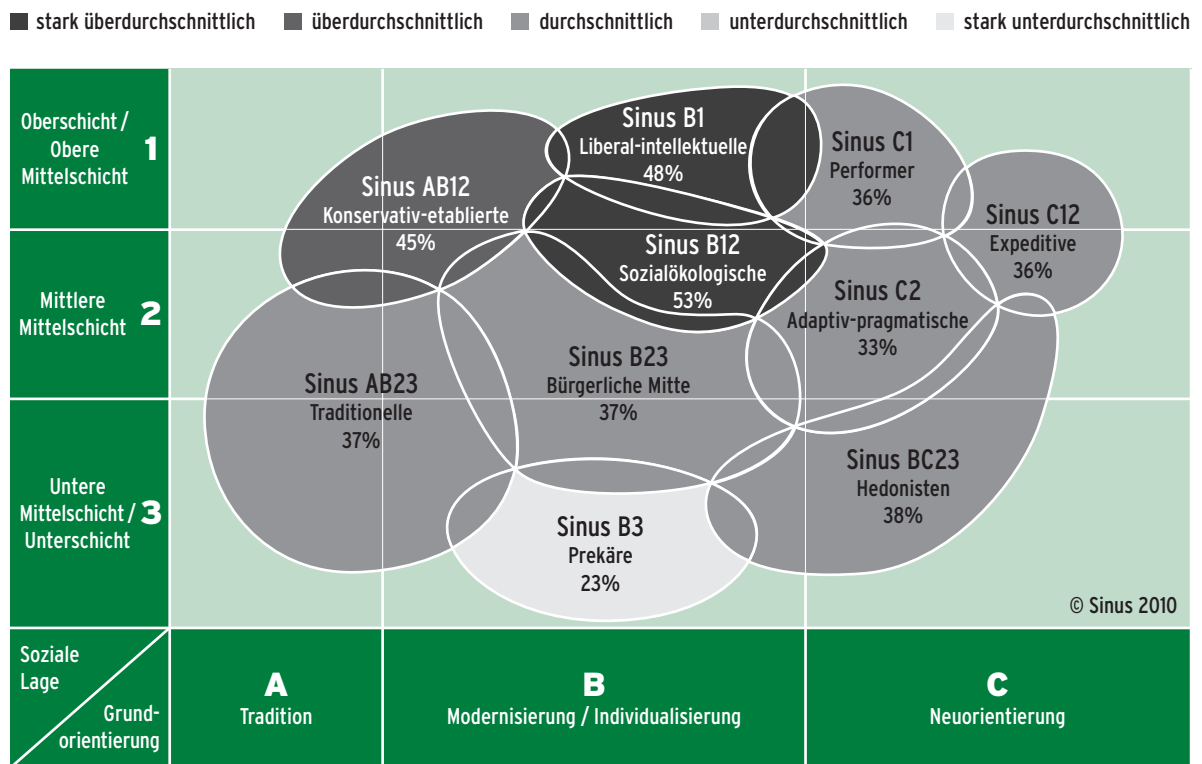 stark überdurchschnittlich überdurchschnittlich durchschnittlich unterdurchschnittlich stark unterdurchschnittlich
Oberschicht /
Obere
Mittelschicht
1
Mittlere
Mittelschicht
2
Untere
Mittelschicht /
Unterschicht
3
Sinus B1
Liberal-intellektuelle
48%
Sinus C1
Performer
36%
Sinus AB12
Konservativ-etablierte
45%
Sinus C12
Expeditive
36%
Sinus B12
Sozialökologische
53%
Sinus C2
Adaptiv-pragmatische
33%
Sinus AB23
Traditionelle
37%
Sinus B23
Bürgerliche Mitte
37%
Sinus BC23
Hedonisten
38%
Sinus B3
Prekäre
23%
© Sinus 2010
Soziale
Lage
Grund-
orientierung
A
Tradition
B
Modernisierung / Individualisierung
C
Neuorientierung